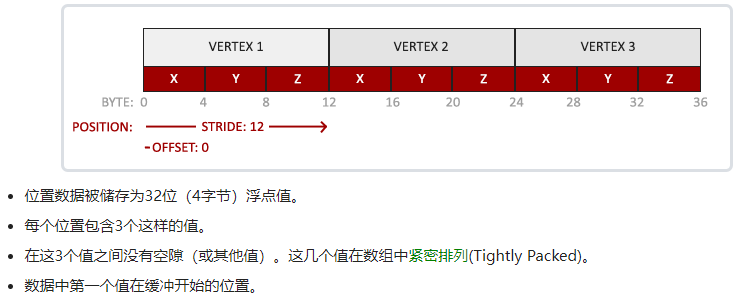 VERTEX 1 VERTEX 2 VERTEX 3
X Y Z X Y Z X Y Z
BYTE: 0 4 8 12 16 20 24 28 32 36
POSITION: STRIDE: 12
OFFSET: 0
位置数据被储存为32位（4字节）浮点值。
每个位置包含3个这样的值。
在这3个值之间没有空隙（或其他值）。这几个值在数组中紧密排列(Tightly Packed)。
数据中第一个值在缓冲开始的位置。